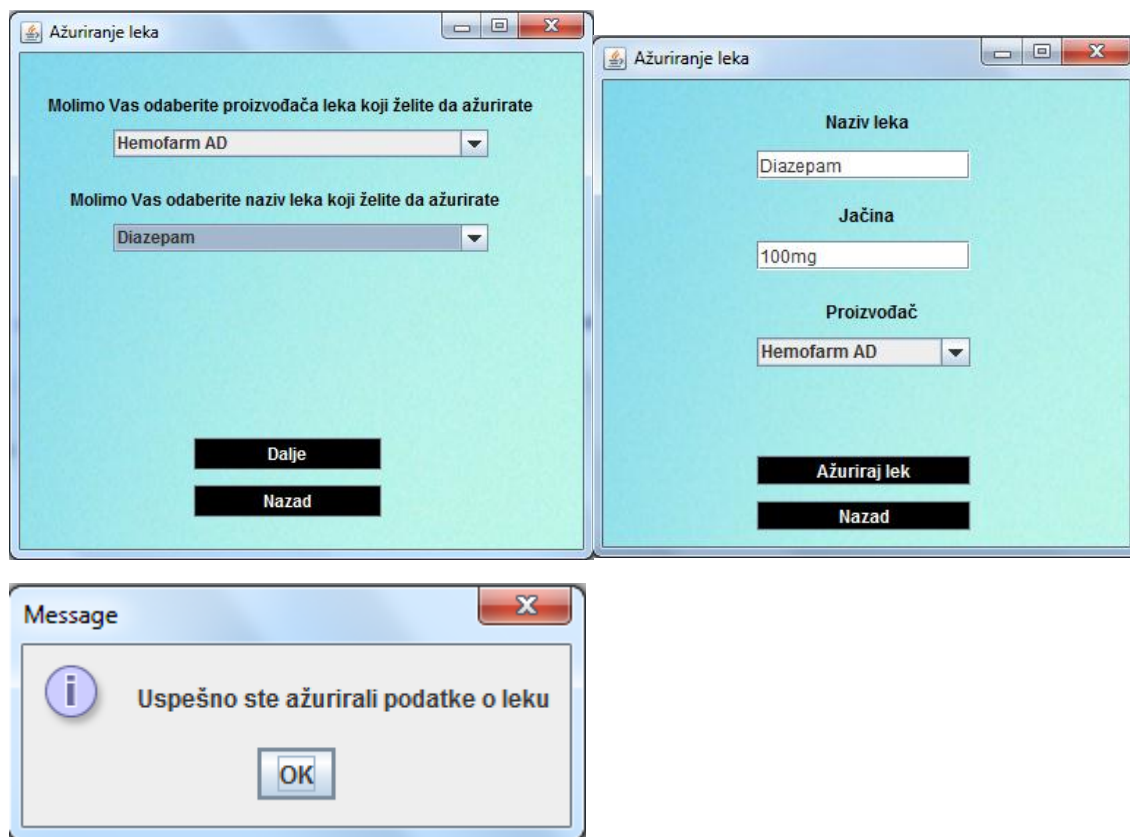 Ažuriranje leka
Molimo Vas odaberite proizvođača leka koji želite da ažurirate
Hemofarm AD
Molimo Vas odaberite naziv leka koji želite da ažurirate
Diazepam
Dalje
Nazad
Ažuriranje leka
Naziv leka
Diazepam
Jačina
100mg
Proizvođač
Hemofarm AD
Ažuriraj lek
Nazad
Message
i
Uspešno ste ažurirali podatke o leku
OK